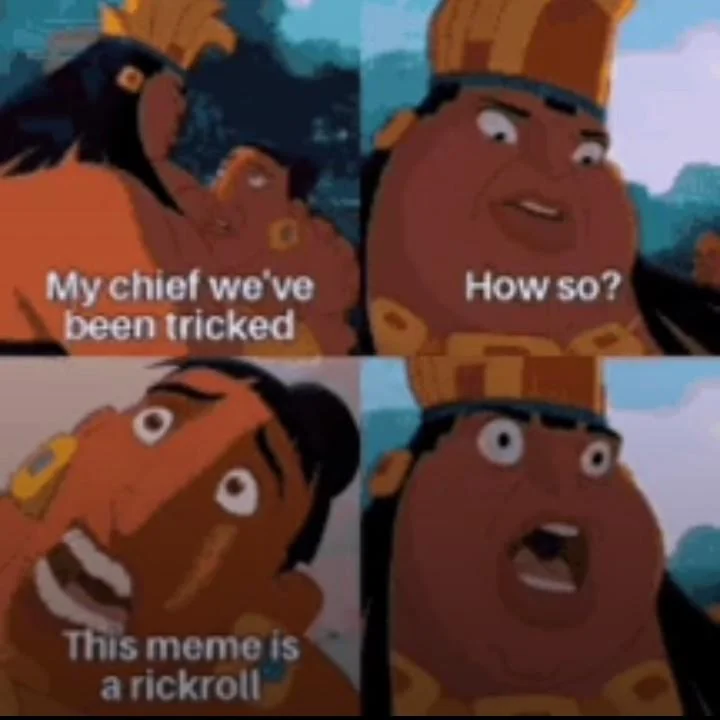 My chief we've
been tricked
How so?
This meme is
a rickroll